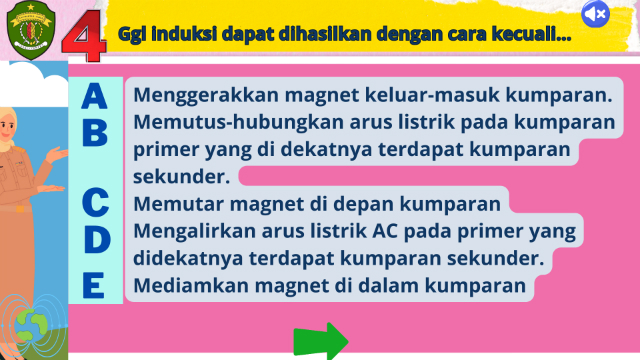 4 Ggl induksi dapat dihasilkan dengan cara kecuali...
A Menggerakkan magnet keluar-masuk kumparan.
B Memutus-hubungkan arus listrik pada kumparan
primer yang di dekatnya terdapat kumparan
sekunder.
C Memutar magnet di depan kumparan
D Mengalirkan arus listrik AC pada primer yang
didekatnya terdapat kumparan sekunder.
E Mediamkan magnet di dalam kumparan